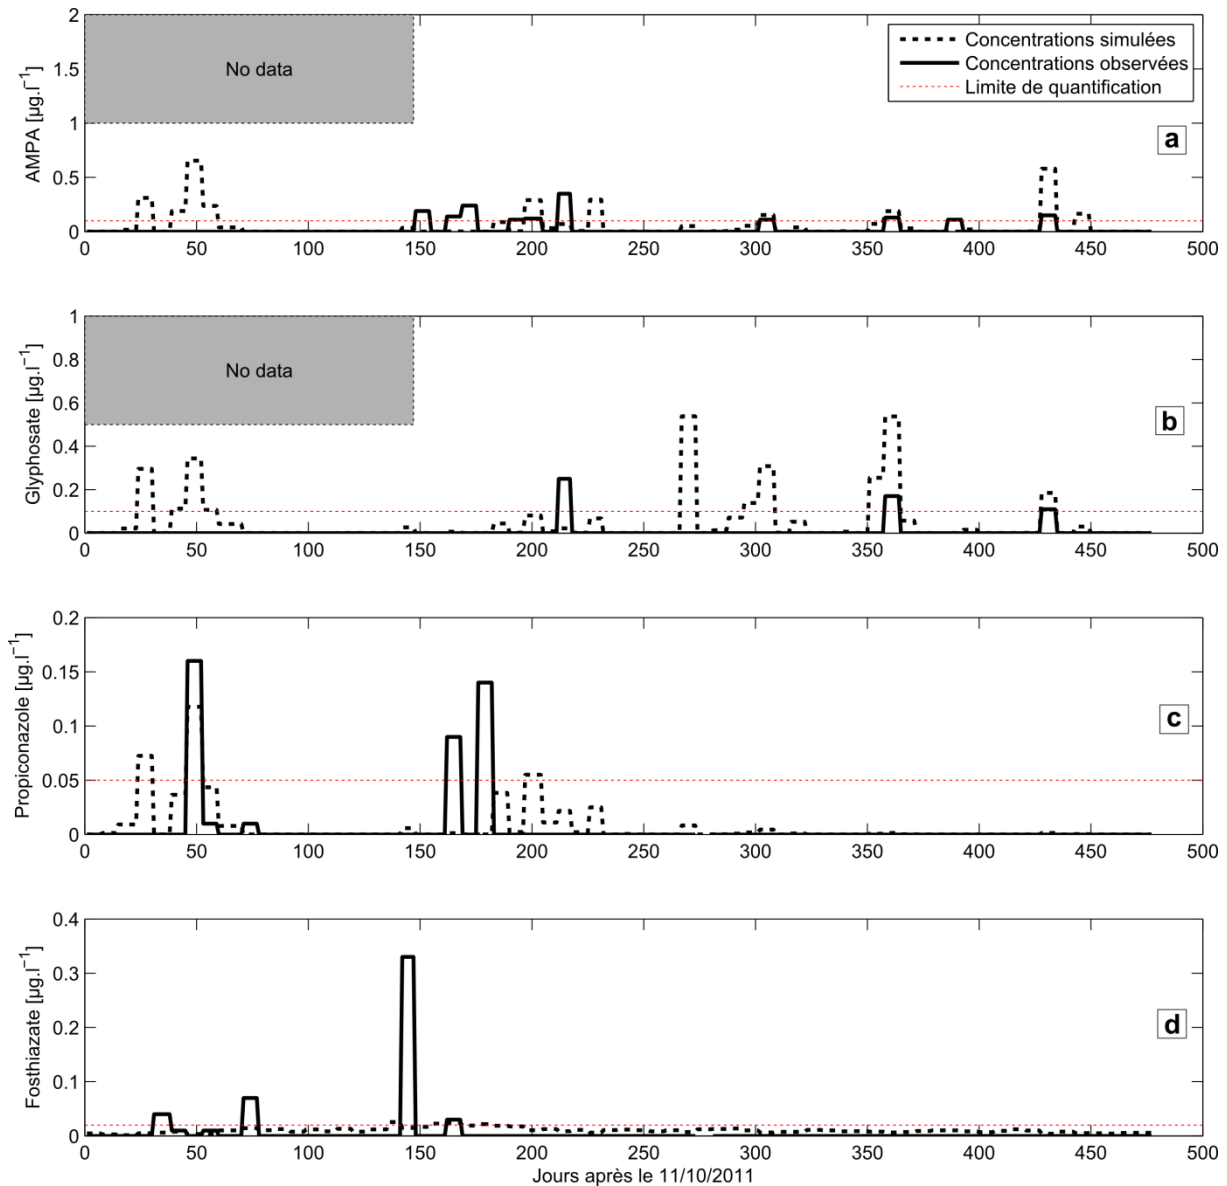 2
1.5
1
0.5
0
AMPA [µg.l⁻¹]
No data
Concentrations simulées
Concentrations observées
Limite de quantification
a
0 50 100 150 200 250 300 350 400 450 500
1
0.8
0.6
0.4
0.2
0
Glyphosate [µg.l⁻¹]
No data
b
0 50 100 150 200 250 300 350 400 450 500
0.2
0.15
0.1
0.05
0
Propiconazole [µg.l⁻¹]
c
0 50 100 150 200 250 300 350 400 450 500
0.4
0.3
0.2
0.1
0
Fosthiazate [µg.l⁻¹]
d
0 50 100 150 200 250 300 350 400 450 500
Jours après le 11/10/2011